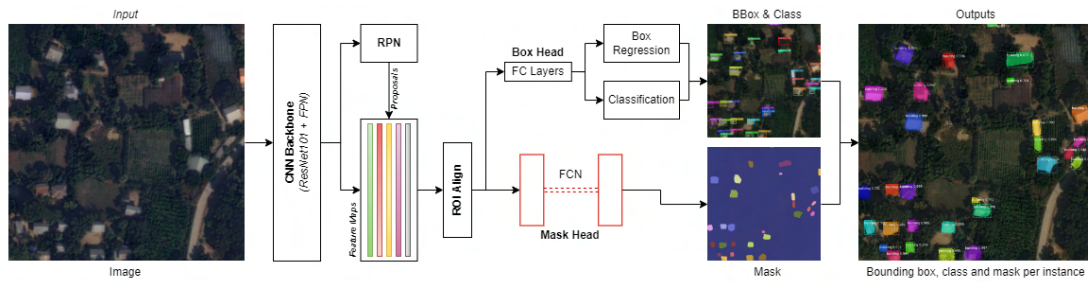 Input
Image
CNN Backbone
(ResNet101 + FPN)
RPN
Proposals
Feature Maps
ROI Align
Box Head
FC Layers
Box
Regression
Classification
FCN
Mask Head
BBox & Class
Mask
Outputs
Bounding box, class and mask per instance